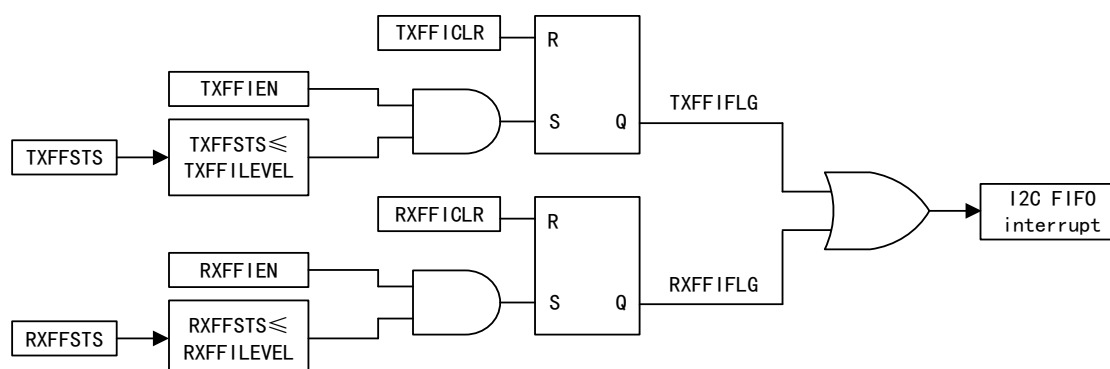 TXFFICLR
R
TXFFIEN
TXFFIFLG
S
Q
TXFFSTS
TXFFSTS≤
TXFFILEVEL
I2C FIFO
interrupt
RXFFICLR
R
RXFFIEN
RXFFIFLG
S
Q
RXFFSTS
RXFFSTS≤
RXFFILEVEL